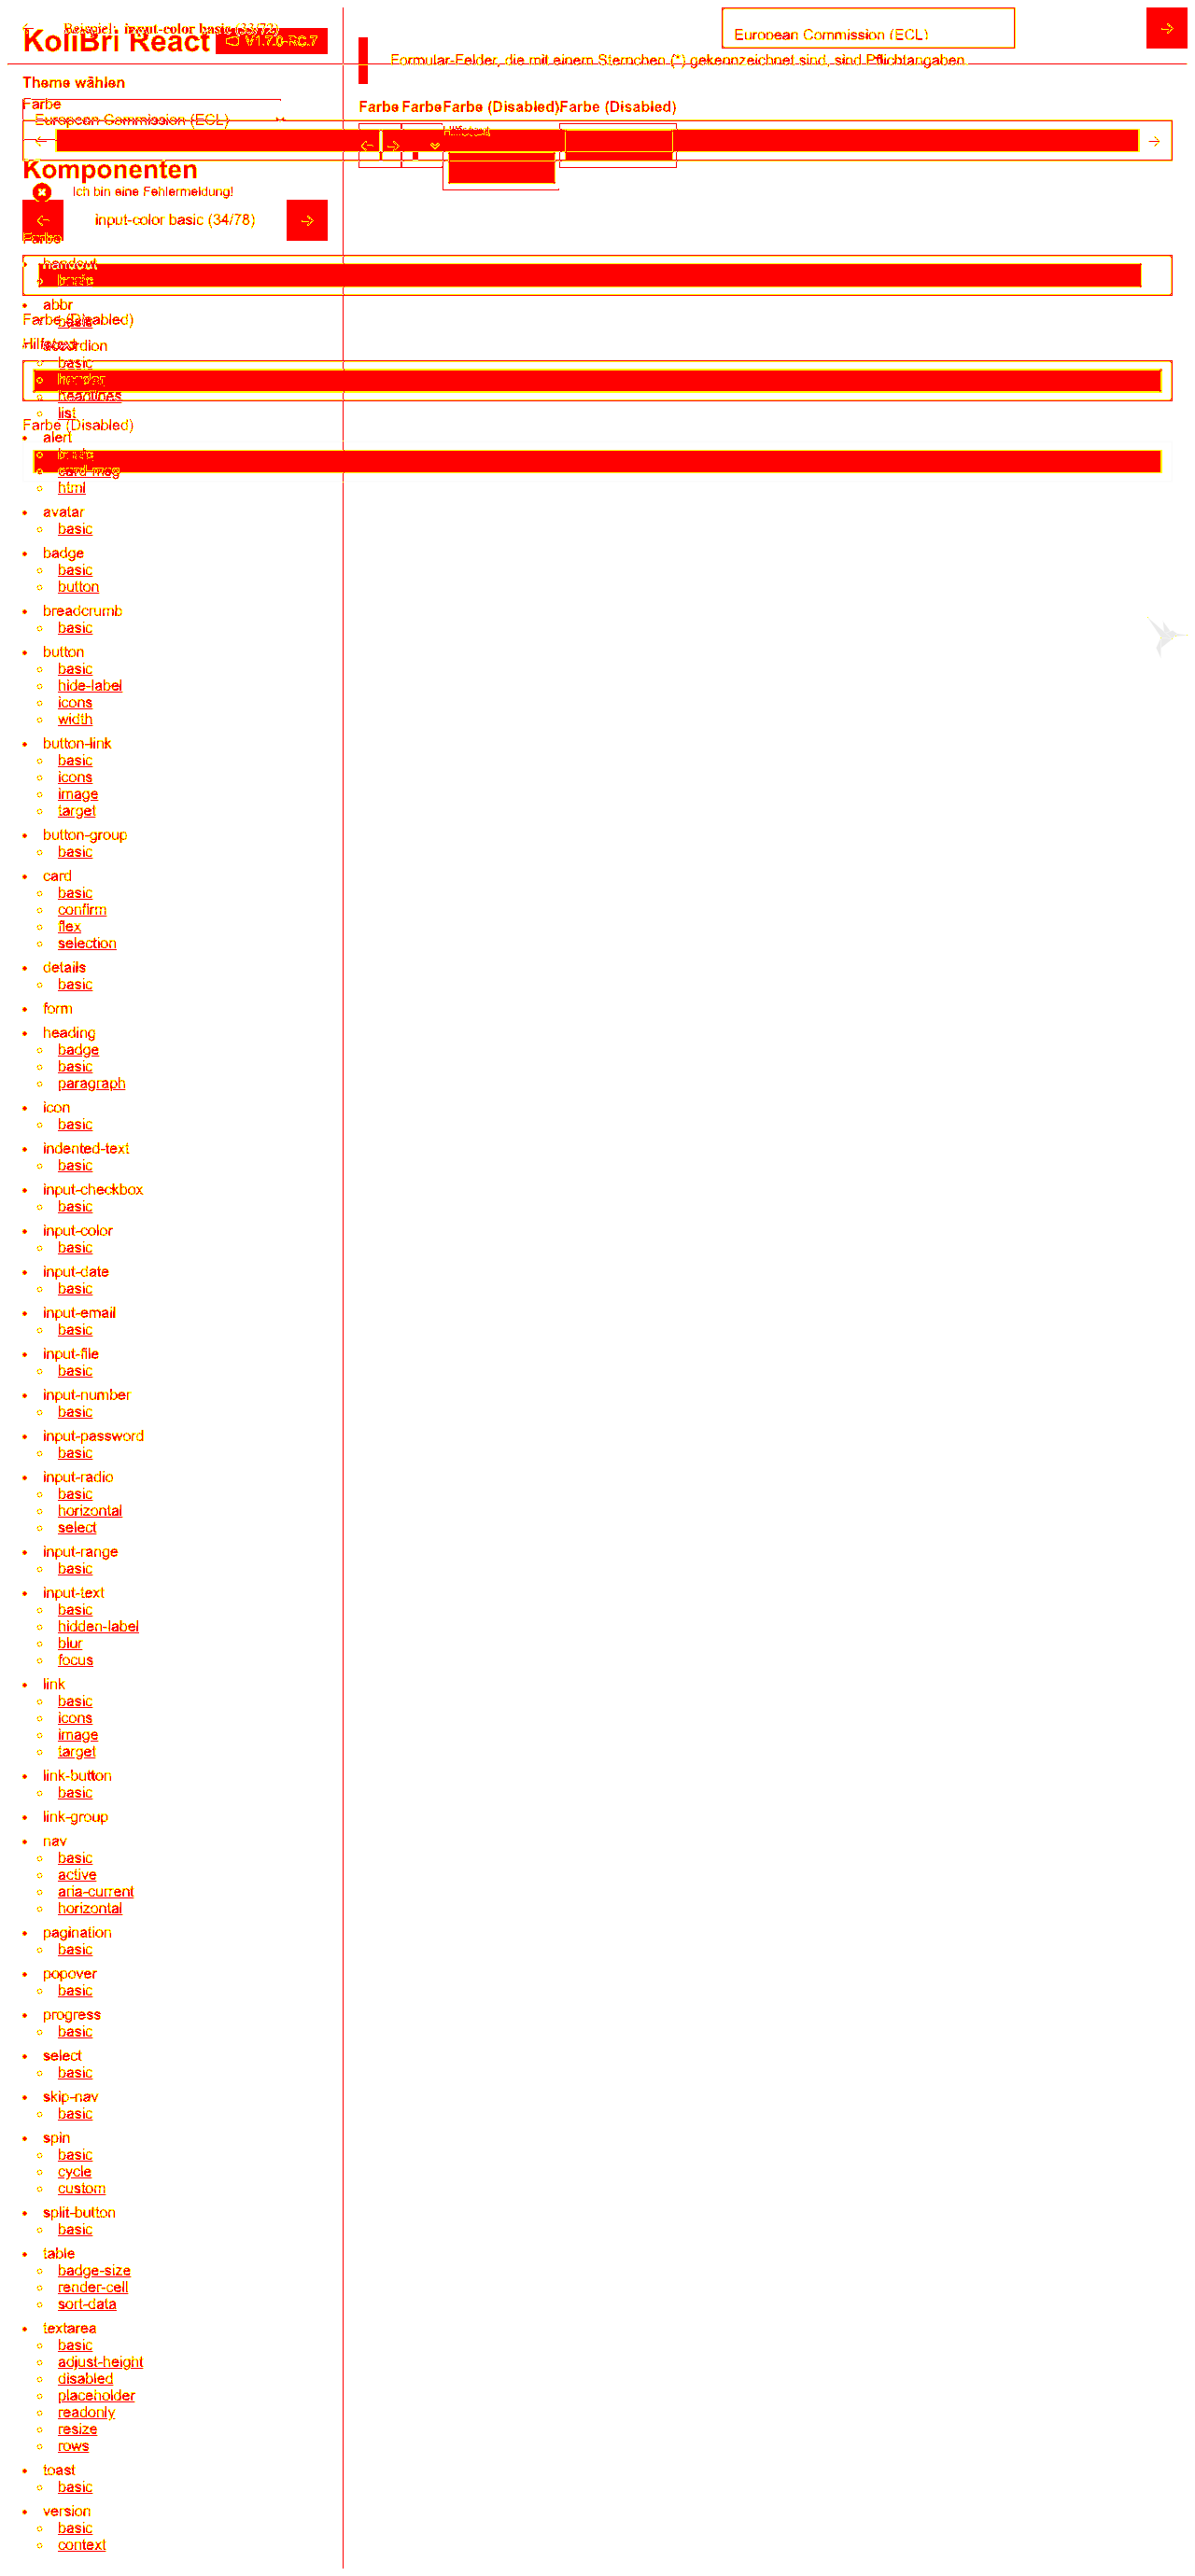 Beispiel: input-color basic (33/72)
KoliBri React v1.7.0-RC.7
European Commission (ECL)
Formular-Felder, die mit einem Sternchen (*) gekennzeichnet sind, sind Pflichtangaben.
Theme wählen
Farbe
Farbe Farbe Farbe (Disabled) Farbe (Disabled)
European Commission (ECL)
Hilfstext
Komponenten
Ich bin eine Fehlermeldung!
input-color basic (34/78)
Farbe
handout
basic
abbr
Farbe (Disabled)
basic
Hilfstext
accordion
basic
header
headlines
list
Farbe (Disabled)
alert
basic
card-msg
html
avatar
basic
badge
basic
button
breadcrumb
basic
button
basic
hide-label
icons
width
button-link
basic
icons
image
target
button-group
basic
card
basic
confirm
flex
selection
details
basic
form
heading
badge
basic
paragraph
icon
basic
indented-text
basic
input-checkbox
basic
input-color
basic
input-date
basic
input-email
basic
input-file
basic
input-number
basic
input-password
basic
input-radio
basic
horizontal
select
input-range
basic
input-text
basic
hidden-label
blur
focus
link
basic
icons
image
target
link-button
basic
link-group
nav
basic
active
aria-current
horizontal
pagination
basic
popover
basic
progress
basic
select
basic
skip-nav
basic
spin
basic
cycle
custom
split-button
basic
table
badge-size
render-cell
sort-data
textarea
basic
adjust-height
disabled
placeholder
readonly
resize
rows
toast
basic
version
basic
context